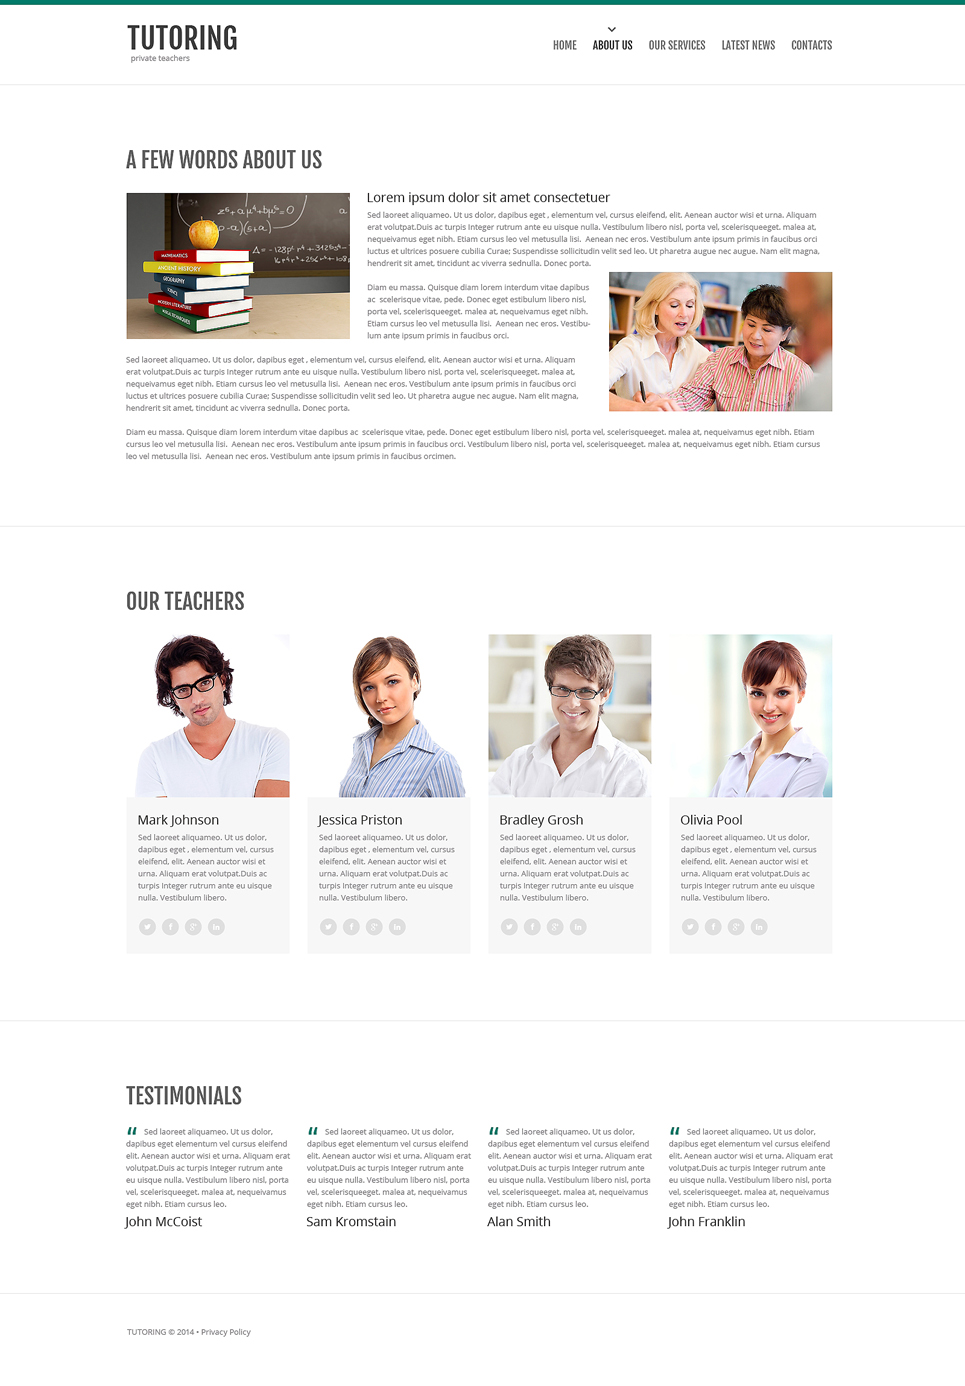 TUTORING
private teachers
HOME
ABOUT US
OUR SERVICES
LATEST NEWS
CONTACTS
A FEW WORDS ABOUT US
MATHEMATICS
ANCIENT HISTORY
GEOGRAPHY
MODERN LITERATURE
Lorem ipsum dolor sit amet consectetuer
Sed laoreet aliquameo. Ut us dolor, dapibus eget , elementum vel, cursus eleifend, elit. Aenean auctor wisi et urna. Aliquam
erat volutpat.Duis ac turpis Integer rutrum ante eu uisque nulla. Vestibulum libero nisl, porta vel, scelerisqueeget. malea at,
nequeivamus eget nibh. Etiam cursus leo vel metusulla lisi.  Aenean nec eros. Vestibulum ante ipsum primis in faucibus orci
luctus et ultrices posuere cubilia Curae; Suspendisse sollicitudin velit sed leo. Ut pharetra augue nec augue. Nam elit magna,
hendrerit sit amet, tincidunt ac viverra sednulla. Donec porta.
Diam eu massa. Quisque diam lorem interdum vitae dapibus
ac  scelerisque vitae, pede. Donec eget estibulum libero nisl,
porta vel, scelerisqueeget. malea at, nequeivamus eget nibh.
Etiam cursus leo vel metusulla lisi.  Aenean nec eros. Vestibu-
lum ante ipsum primis in faucibus orci.
Sed laoreet aliquameo. Ut us dolor, dapibus eget , elementum vel, cursus eleifend, elit. Aenean auctor wisi et urna. Aliquam
erat volutpat.Duis ac turpis Integer rutrum ante eu uisque nulla. Vestibulum libero nisl, porta vel, scelerisqueeget. malea at,
nequeivamus eget nibh. Etiam cursus leo vel metusulla lisi.  Aenean nec eros. Vestibulum ante ipsum primis in faucibus orci
luctus et ultrices posuere cubilia Curae; Suspendisse sollicitudin velit sed leo. Ut pharetra augue nec augue. Nam elit magna,
hendrerit sit amet, tincidunt ac viverra sednulla. Donec porta.
Diam eu massa. Quisque diam lorem interdum vitae dapibus ac  scelerisque vitae, pede. Donec eget estibulum libero nisl, porta vel, scelerisqueeget. malea at, nequeivamus eget nibh. Etiam
cursus leo vel metusulla lisi.  Aenean nec eros. Vestibulum ante ipsum primis in faucibus orci. Vestibulum libero nisl, porta vel, scelerisqueeget. malea at, nequeivamus eget nibh. Etiam cursus
leo vel metusulla lisi.  Aenean nec eros. Vestibulum ante ipsum primis in faucibus orcimen.
OUR TEACHERS
Mark Johnson
Sed laoreet aliquameo. Ut us dolor,
dapibus eget , elementum vel, cursus
eleifend, elit. Aenean auctor wisi et
urna. Aliquam erat volutpat.Duis ac
turpis Integer rutrum ante eu uisque
nulla. Vestibulum libero.
Jessica Priston
Sed laoreet aliquameo. Ut us dolor,
dapibus eget , elementum vel, cursus
eleifend, elit. Aenean auctor wisi et
urna. Aliquam erat volutpat.Duis ac
turpis Integer rutrum ante eu uisque
nulla. Vestibulum libero.
Bradley Grosh
Sed laoreet aliquameo. Ut us dolor,
dapibus eget , elementum vel, cursus
eleifend, elit. Aenean auctor wisi et
urna. Aliquam erat volutpat.Duis ac
turpis Integer rutrum ante eu uisque
nulla. Vestibulum libero.
Olivia Pool
Sed laoreet aliquameo. Ut us dolor,
dapibus eget , elementum vel, cursus
eleifend, elit. Aenean auctor wisi et
urna. Aliquam erat volutpat.Duis ac
turpis Integer rutrum ante eu uisque
nulla. Vestibulum libero.
TESTIMONIALS
“ Sed laoreet aliquameo. Ut us dolor,
dapibus eget elementum vel cursus eleifend
elit. Aenean auctor wisi et urna. Aliquam erat
volutpat.Duis ac turpis Integer rutrum ante
eu uisque nulla. Vestibulum libero nisl, porta
vel, scelerisqueeget. malea at, nequeivamus
eget nibh. Etiam cursus leo.
John McCoist
“ Sed laoreet aliquameo. Ut us dolor,
dapibus eget elementum vel cursus eleifend
elit. Aenean auctor wisi et urna. Aliquam erat
volutpat.Duis ac turpis Integer rutrum ante
eu uisque nulla. Vestibulum libero nisl, porta
vel, scelerisqueeget. malea at, nequeivamus
eget nibh. Etiam cursus leo.
Sam Kromstain
“ Sed laoreet aliquameo. Ut us dolor,
dapibus eget elementum vel cursus eleifend
elit. Aenean auctor wisi et urna. Aliquam erat
volutpat.Duis ac turpis Integer rutrum ante
eu uisque nulla. Vestibulum libero nisl, porta
vel, scelerisqueeget. malea at, nequeivamus
eget nibh. Etiam cursus leo.
Alan Smith
“ Sed laoreet aliquameo. Ut us dolor,
dapibus eget elementum vel cursus eleifend
elit. Aenean auctor wisi et urna. Aliquam erat
volutpat.Duis ac turpis Integer rutrum ante
eu uisque nulla. Vestibulum libero nisl, porta
vel, scelerisqueeget. malea at, nequeivamus
eget nibh. Etiam cursus leo.
John Franklin
TUTORING © 2014 • Privacy Policy